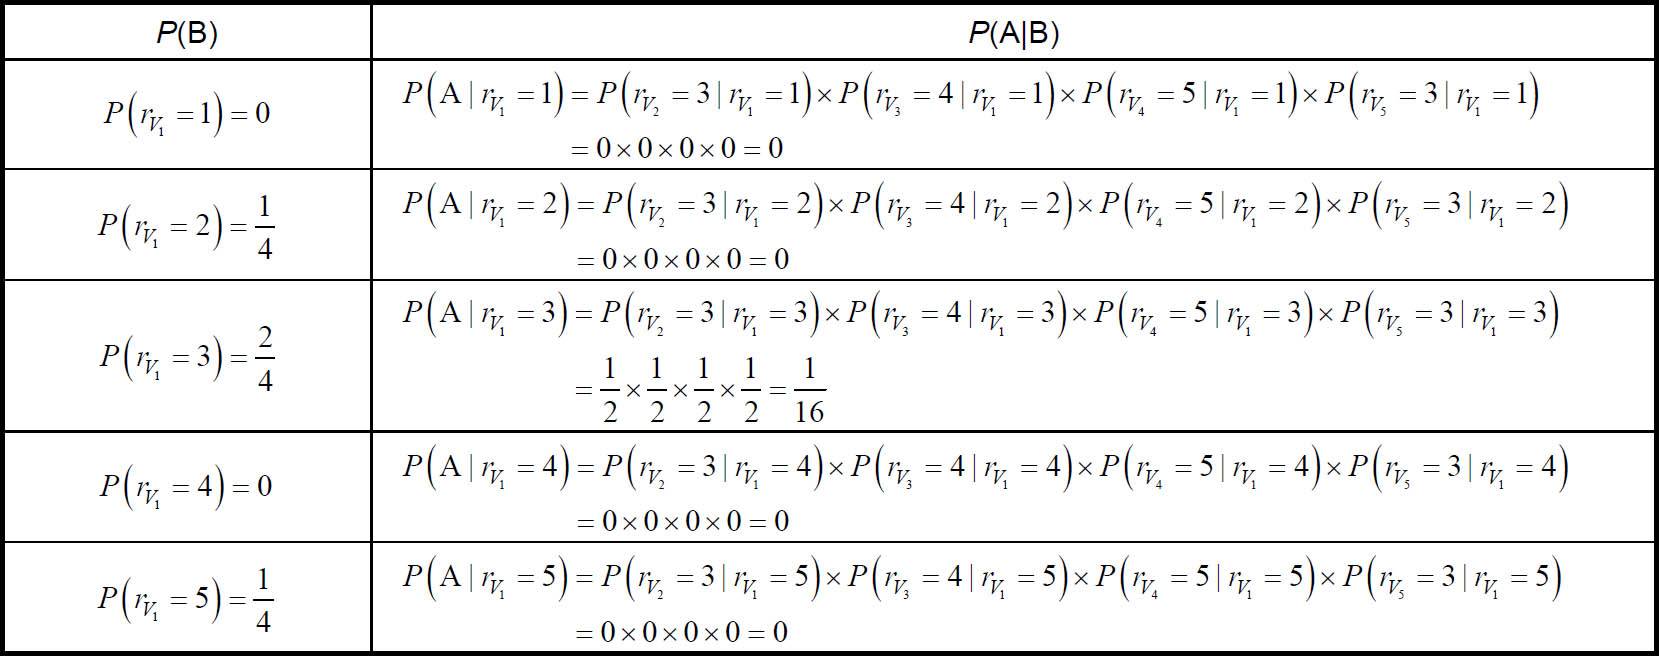 P(B)
P(A|B)
P(r_{V_1} = 1) = 0
P(A | r_{V_1} = 1) = P(r_{V_2} = 3 | r_{V_1} = 1) × P(r_{V_3} = 4 | r_{V_1} = 1) × P(r_{V_4} = 5 | r_{V_1} = 1) × P(r_{V_5} = 3 | r_{V_1} = 1)
= 0 × 0 × 0 × 0 = 0
P(r_{V_1} = 2) = 1/4
P(A | r_{V_1} = 2) = P(r_{V_2} = 3 | r_{V_1} = 2) × P(r_{V_3} = 4 | r_{V_1} = 2) × P(r_{V_4} = 5 | r_{V_1} = 2) × P(r_{V_5} = 3 | r_{V_1} = 2)
= 0 × 0 × 0 × 0 = 0
P(r_{V_1} = 3) = 2/4
P(A | r_{V_1} = 3) = P(r_{V_2} = 3 | r_{V_1} = 3) × P(r_{V_3} = 4 | r_{V_1} = 3) × P(r_{V_4} = 5 | r_{V_1} = 3) × P(r_{V_5} = 3 | r_{V_1} = 3)
= 1/2 × 1/2 × 1/2 × 1/2 = 1/16
P(r_{V_1} = 4) = 0
P(A | r_{V_1} = 4) = P(r_{V_2} = 3 | r_{V_1} = 4) × P(r_{V_3} = 4 | r_{V_1} = 4) × P(r_{V_4} = 5 | r_{V_1} = 4) × P(r_{V_5} = 3 | r_{V_1} = 4)
= 0 × 0 × 0 × 0 = 0
P(r_{V_1} = 5) = 1/4
P(A | r_{V_1} = 5) = P(r_{V_2} = 3 | r_{V_1} = 5) × P(r_{V_3} = 4 | r_{V_1} = 5) × P(r_{V_4} = 5 | r_{V_1} = 5) × P(r_{V_5} = 3 | r_{V_1} = 5)
= 0 × 0 × 0 × 0 = 0